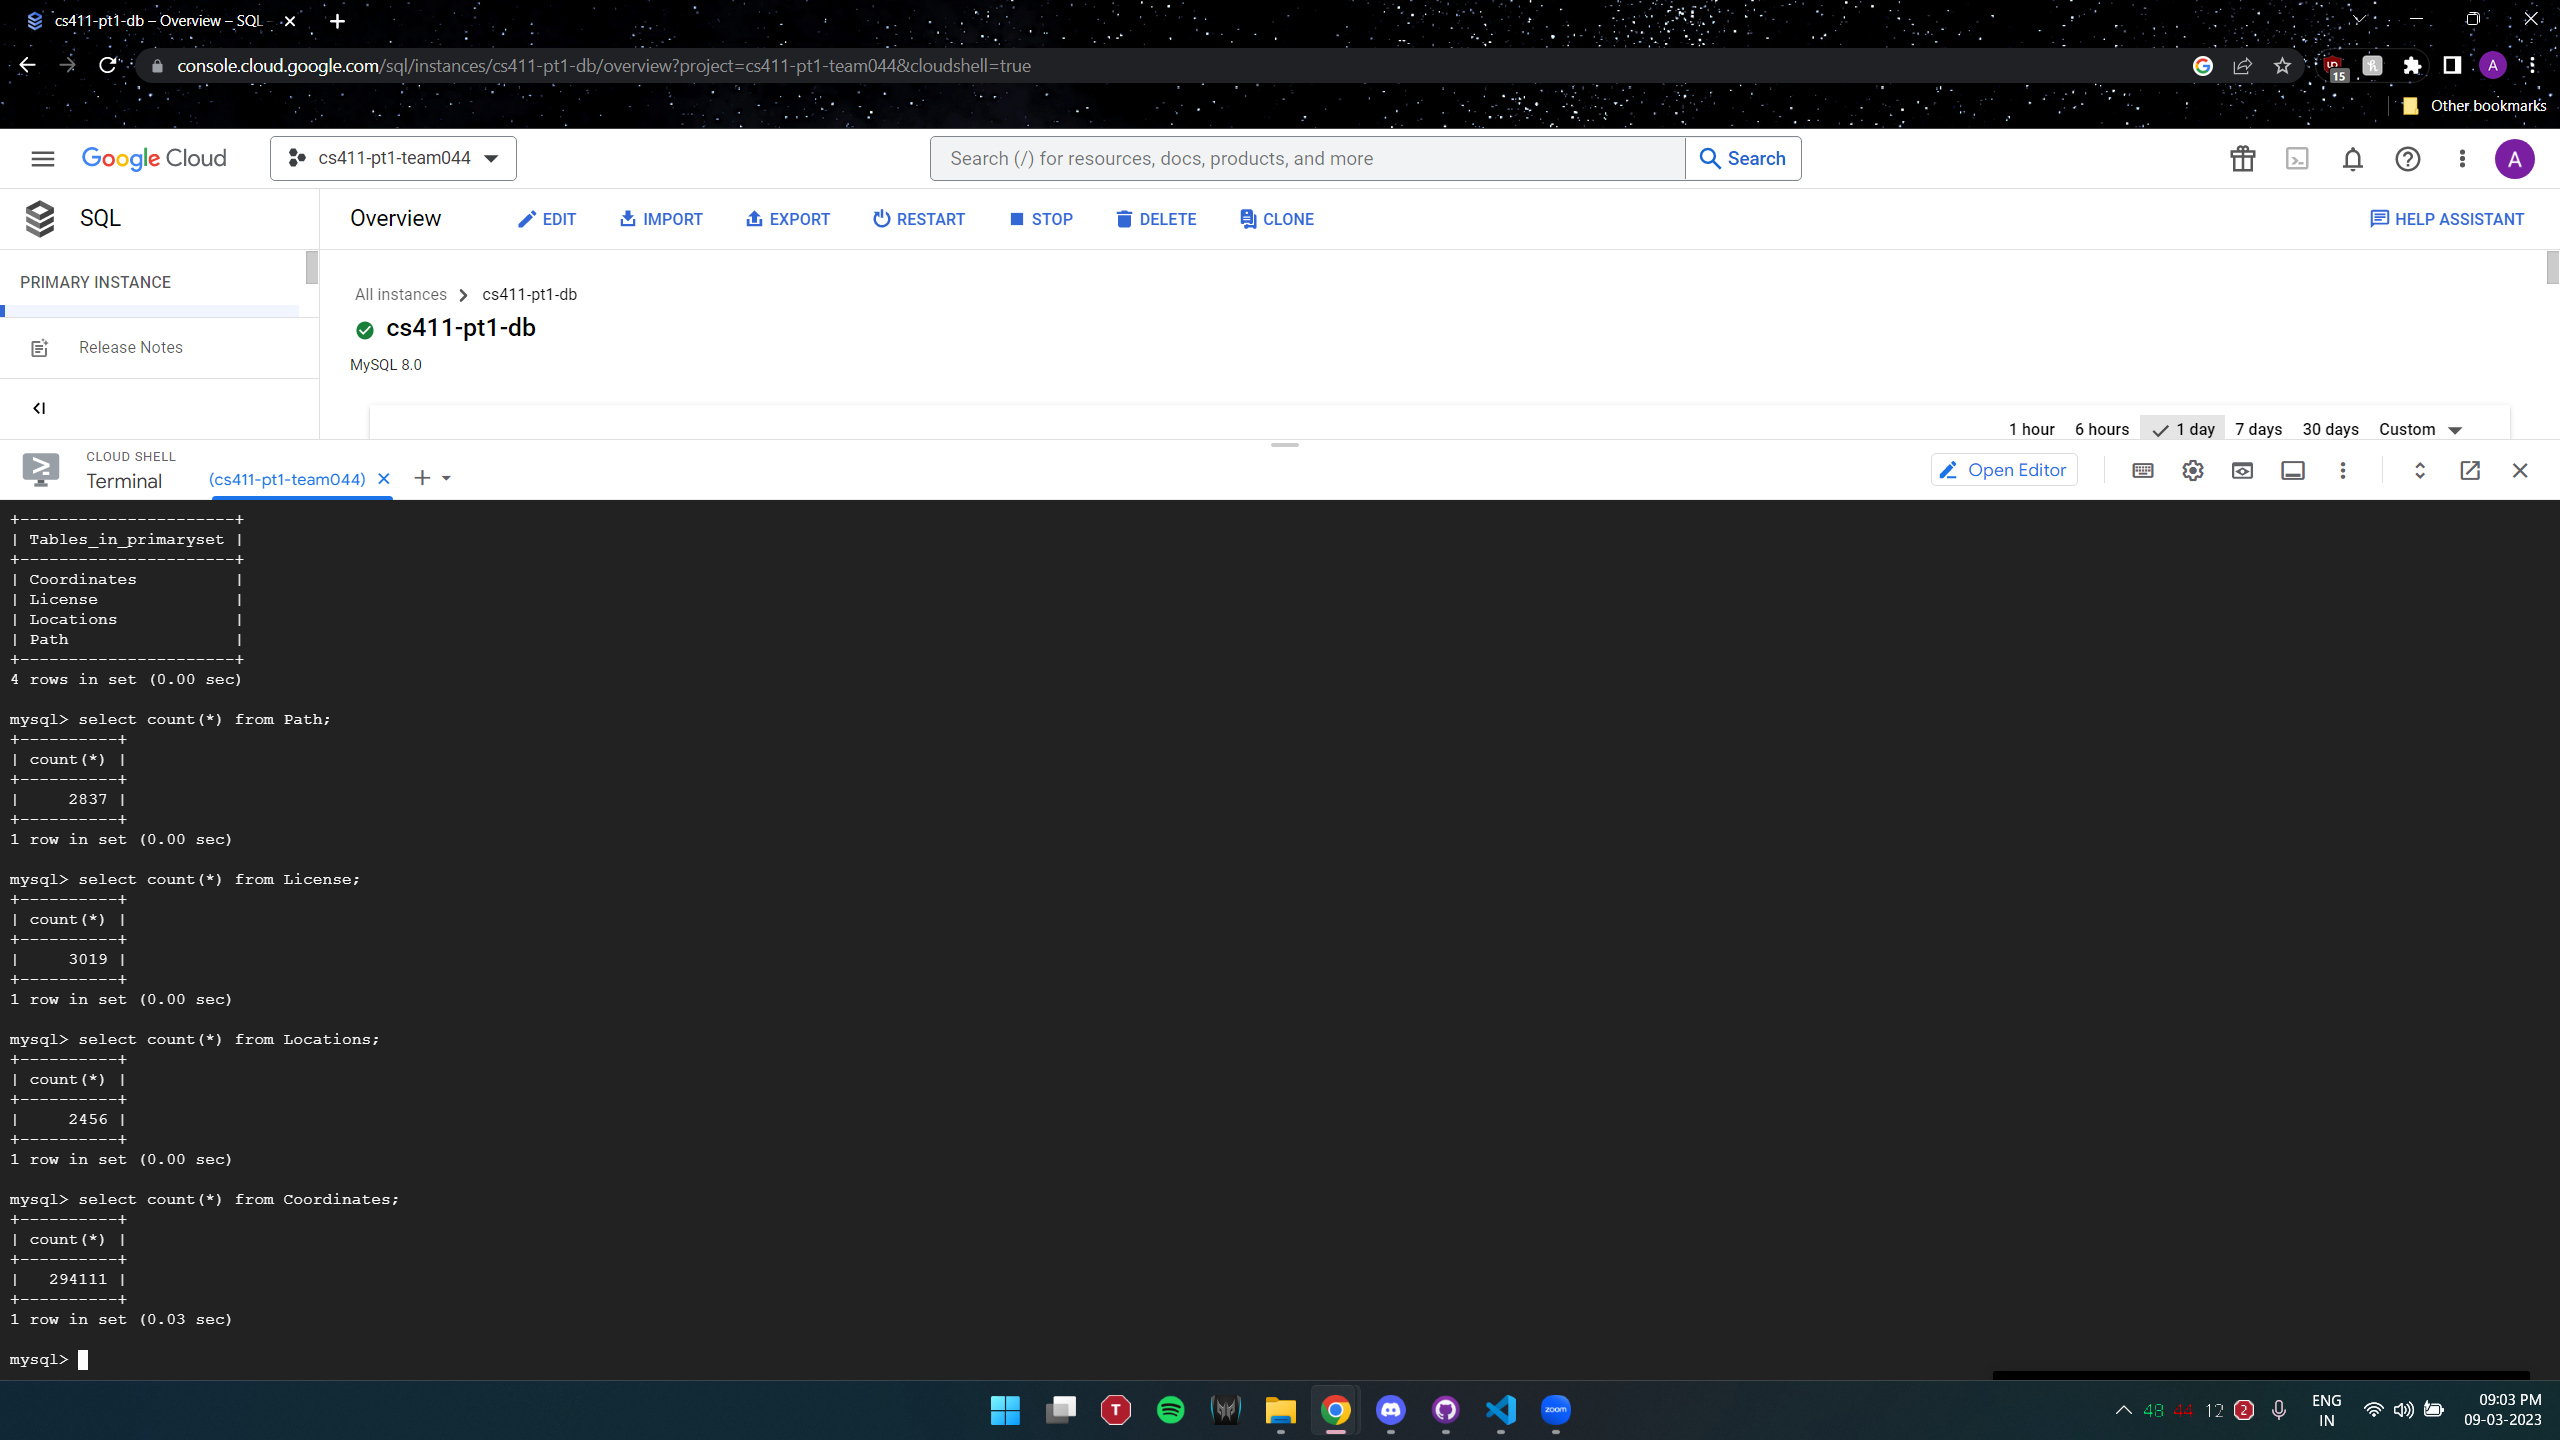 cs411-pt1-db – Overview – SQL
console.cloud.google.com/sql/instances/cs411-pt1-db/overview?project=cs411-pt1-team044&cloudshell=true
15
A
Other bookmarks
Google Cloud
cs411-pt1-team044
Search (/) for resources, docs, products, and more
Search
A
SQL
Overview
EDIT
IMPORT
EXPORT
RESTART
STOP
DELETE
CLONE
HELP ASSISTANT
PRIMARY INSTANCE
Release Notes
All instances
cs411-pt1-db
cs411-pt1-db
MySQL 8.0
1 hour
6 hours
1 day
7 days
30 days
Custom
CLOUD SHELL
Terminal
(cs411-pt1-team044)
Open Editor
+----------------------+
| Tables_in_primaryset |
+----------------------+
| Coordinates          |
| License              |
| Locations            |
| Path                 |
+----------------------+
4 rows in set (0.00 sec)
mysql> select count(*) from Path;
+----------+
| count(*) |
+----------+
|     2837 |
+----------+
1 row in set (0.00 sec)
mysql> select count(*) from License;
+----------+
| count(*) |
+----------+
|     3019 |
+----------+
1 row in set (0.00 sec)
mysql> select count(*) from Locations;
+----------+
| count(*) |
+----------+
|     2456 |
+----------+
1 row in set (0.00 sec)
mysql> select count(*) from Coordinates;
+----------+
| count(*) |
+----------+
|   294111 |
+----------+
1 row in set (0.03 sec)
mysql>
T
zoom
48 44 12 2
ENG
IN
09:03 PM
09-03-2023